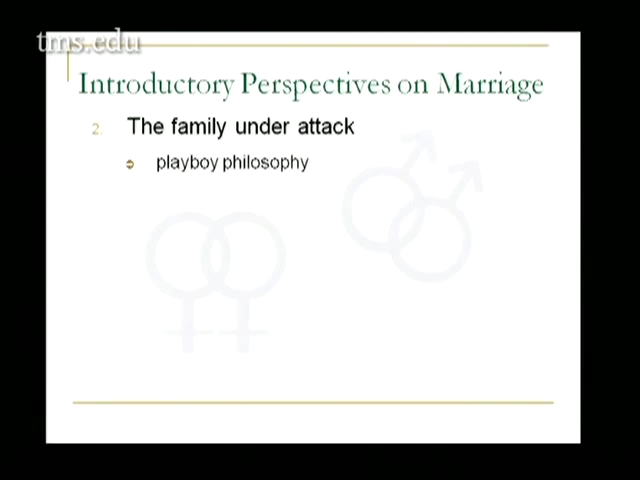 tms.edu
Introductory Perspectives on Marriage
2. The family under attack
playboy philosophy